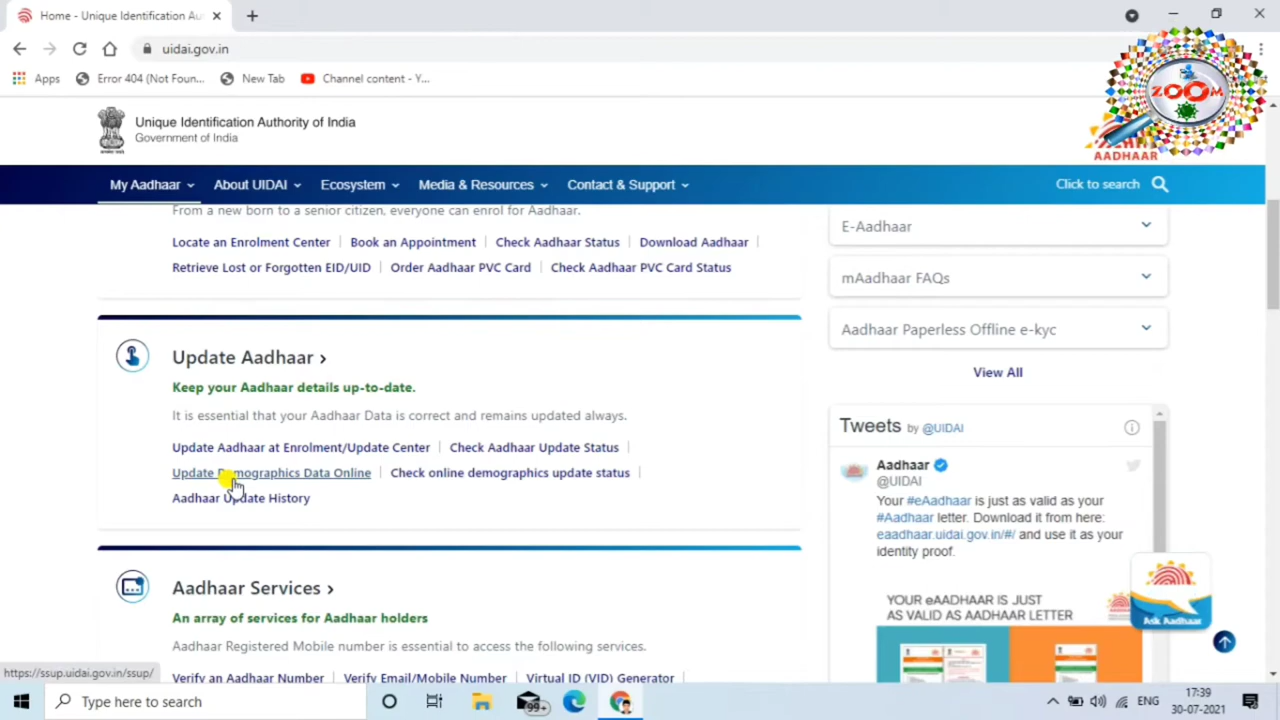 Home - Unique Identification Au
uidai.gov.in
Apps
Error 404 (Not Foun...
New Tab
Channel content - Y...
ZOOM
AADHAAR
Unique Identification Authority of India
Government of India
My Aadhaar
About UIDAI
Ecosystem
Media & Resources
Contact & Support
Click to search
From a new born to a senior citizen, everyone can enrol for Aadhaar.
Locate an Enrolment Center
Book an Appointment
Check Aadhaar Status
Download Aadhaar
Retrieve Lost or Forgotten EID/UID
Order Aadhaar PVC Card
Check Aadhaar PVC Card Status
Update Aadhaar >
Keep your Aadhaar details up-to-date.
It is essential that your Aadhaar Data is correct and remains updated always.
Update Aadhaar at Enrolment/Update Center
Check Aadhaar Update Status
Update Demographics Data Online
Check online demographics update status
Aadhaar Update History
Aadhaar Services >
An array of services for Aadhaar holders
Aadhaar Registered Mobile number is essential to access the following services.
Verify an Aadhaar Number
Verify Email/Mobile Number
Virtual ID (VID) Generator
E-Aadhaar
mAadhaar FAQs
Aadhaar Paperless Offline e-kyc
View All
Tweets by @UIDAI
Aadhaar
@UIDAI
Your #eAadhaar is just as valid as your
#Aadhaar letter. Download it from here:
eaadhaar.uidai.gov.in/#/ and use it as your
identity proof.
YOUR eAADHAAR IS JUST
AS VALID AS AADHAAR LETTER
Ask Aadhaar
https://ssup.uidai.gov.in/ssup/
Type here to search
99+
ENG
17:39
30-07-2021